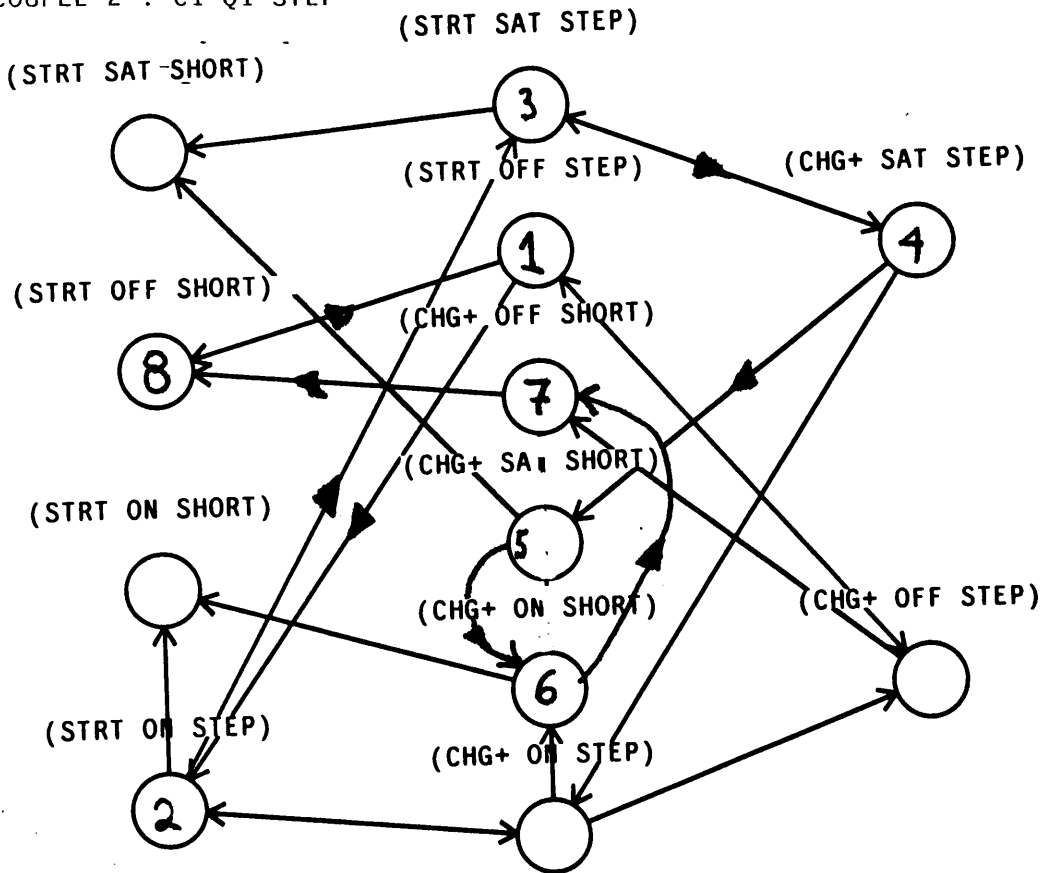 (STRT SAT STEP)
(STRT SAT SHORT)
3
(STRT OFF STEP)
(CHG+ SAT STEP)
1
4
(STRT OFF SHORT)
(CHG+ OFF SHORT)
8
7
(CHG+ SHORT)
(STRT ON SHORT)
5
(CHG+ ON SHORT)
(CHG+ OFF STEP)
6
(STRT ON STEP)
(CHG+ ON STEP)
2